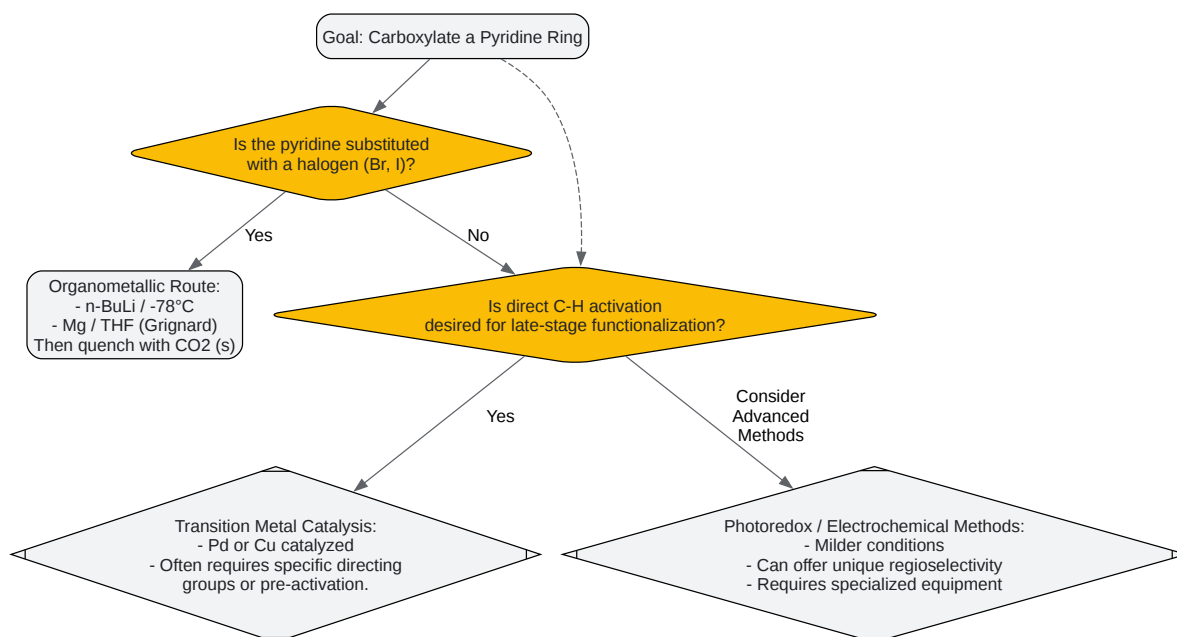 Goal: Carboxylate a Pyridine Ring
Is the pyridine substituted
with a halogen (Br, I)?
Yes
No
Organometallic Route:
- n-BuLi / -78°C
- Mg / THF (Grignard)
Then quench with CO2 (s)
Is direct C-H activation
desired for late-stage functionalization?
Yes
Consider
Advanced
Methods
Transition Metal Catalysis:
- Pd or Cu catalyzed
- Often requires specific directing
groups or pre-activation.
Photoredox / Electrochemical Methods:
- Milder conditions
- Can offer unique regioselectivity
- Requires specialized equipment